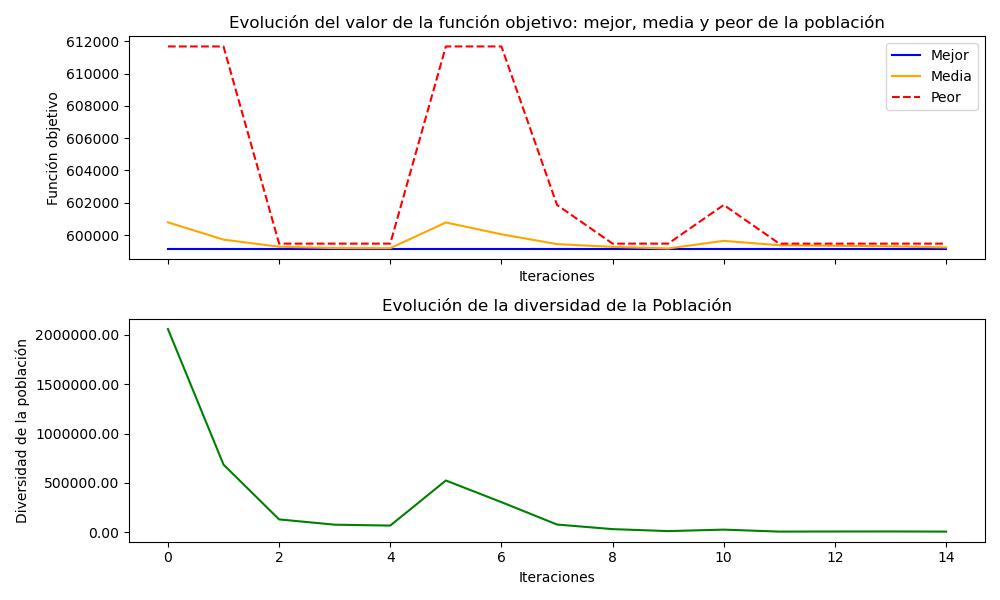 Evolución del valor de la función objetivo: mejor, media y peor de la población
612000
610000
608000
606000
604000
602000
600000
Función objetivo
Mejor
Media
Peor
Iteraciones
Evolución de la diversidad de la Población
2000000.00
1500000.00
1000000.00
500000.00
0.00
Diversidad de la población
0 2 4 6 8 10 12 14
Iteraciones